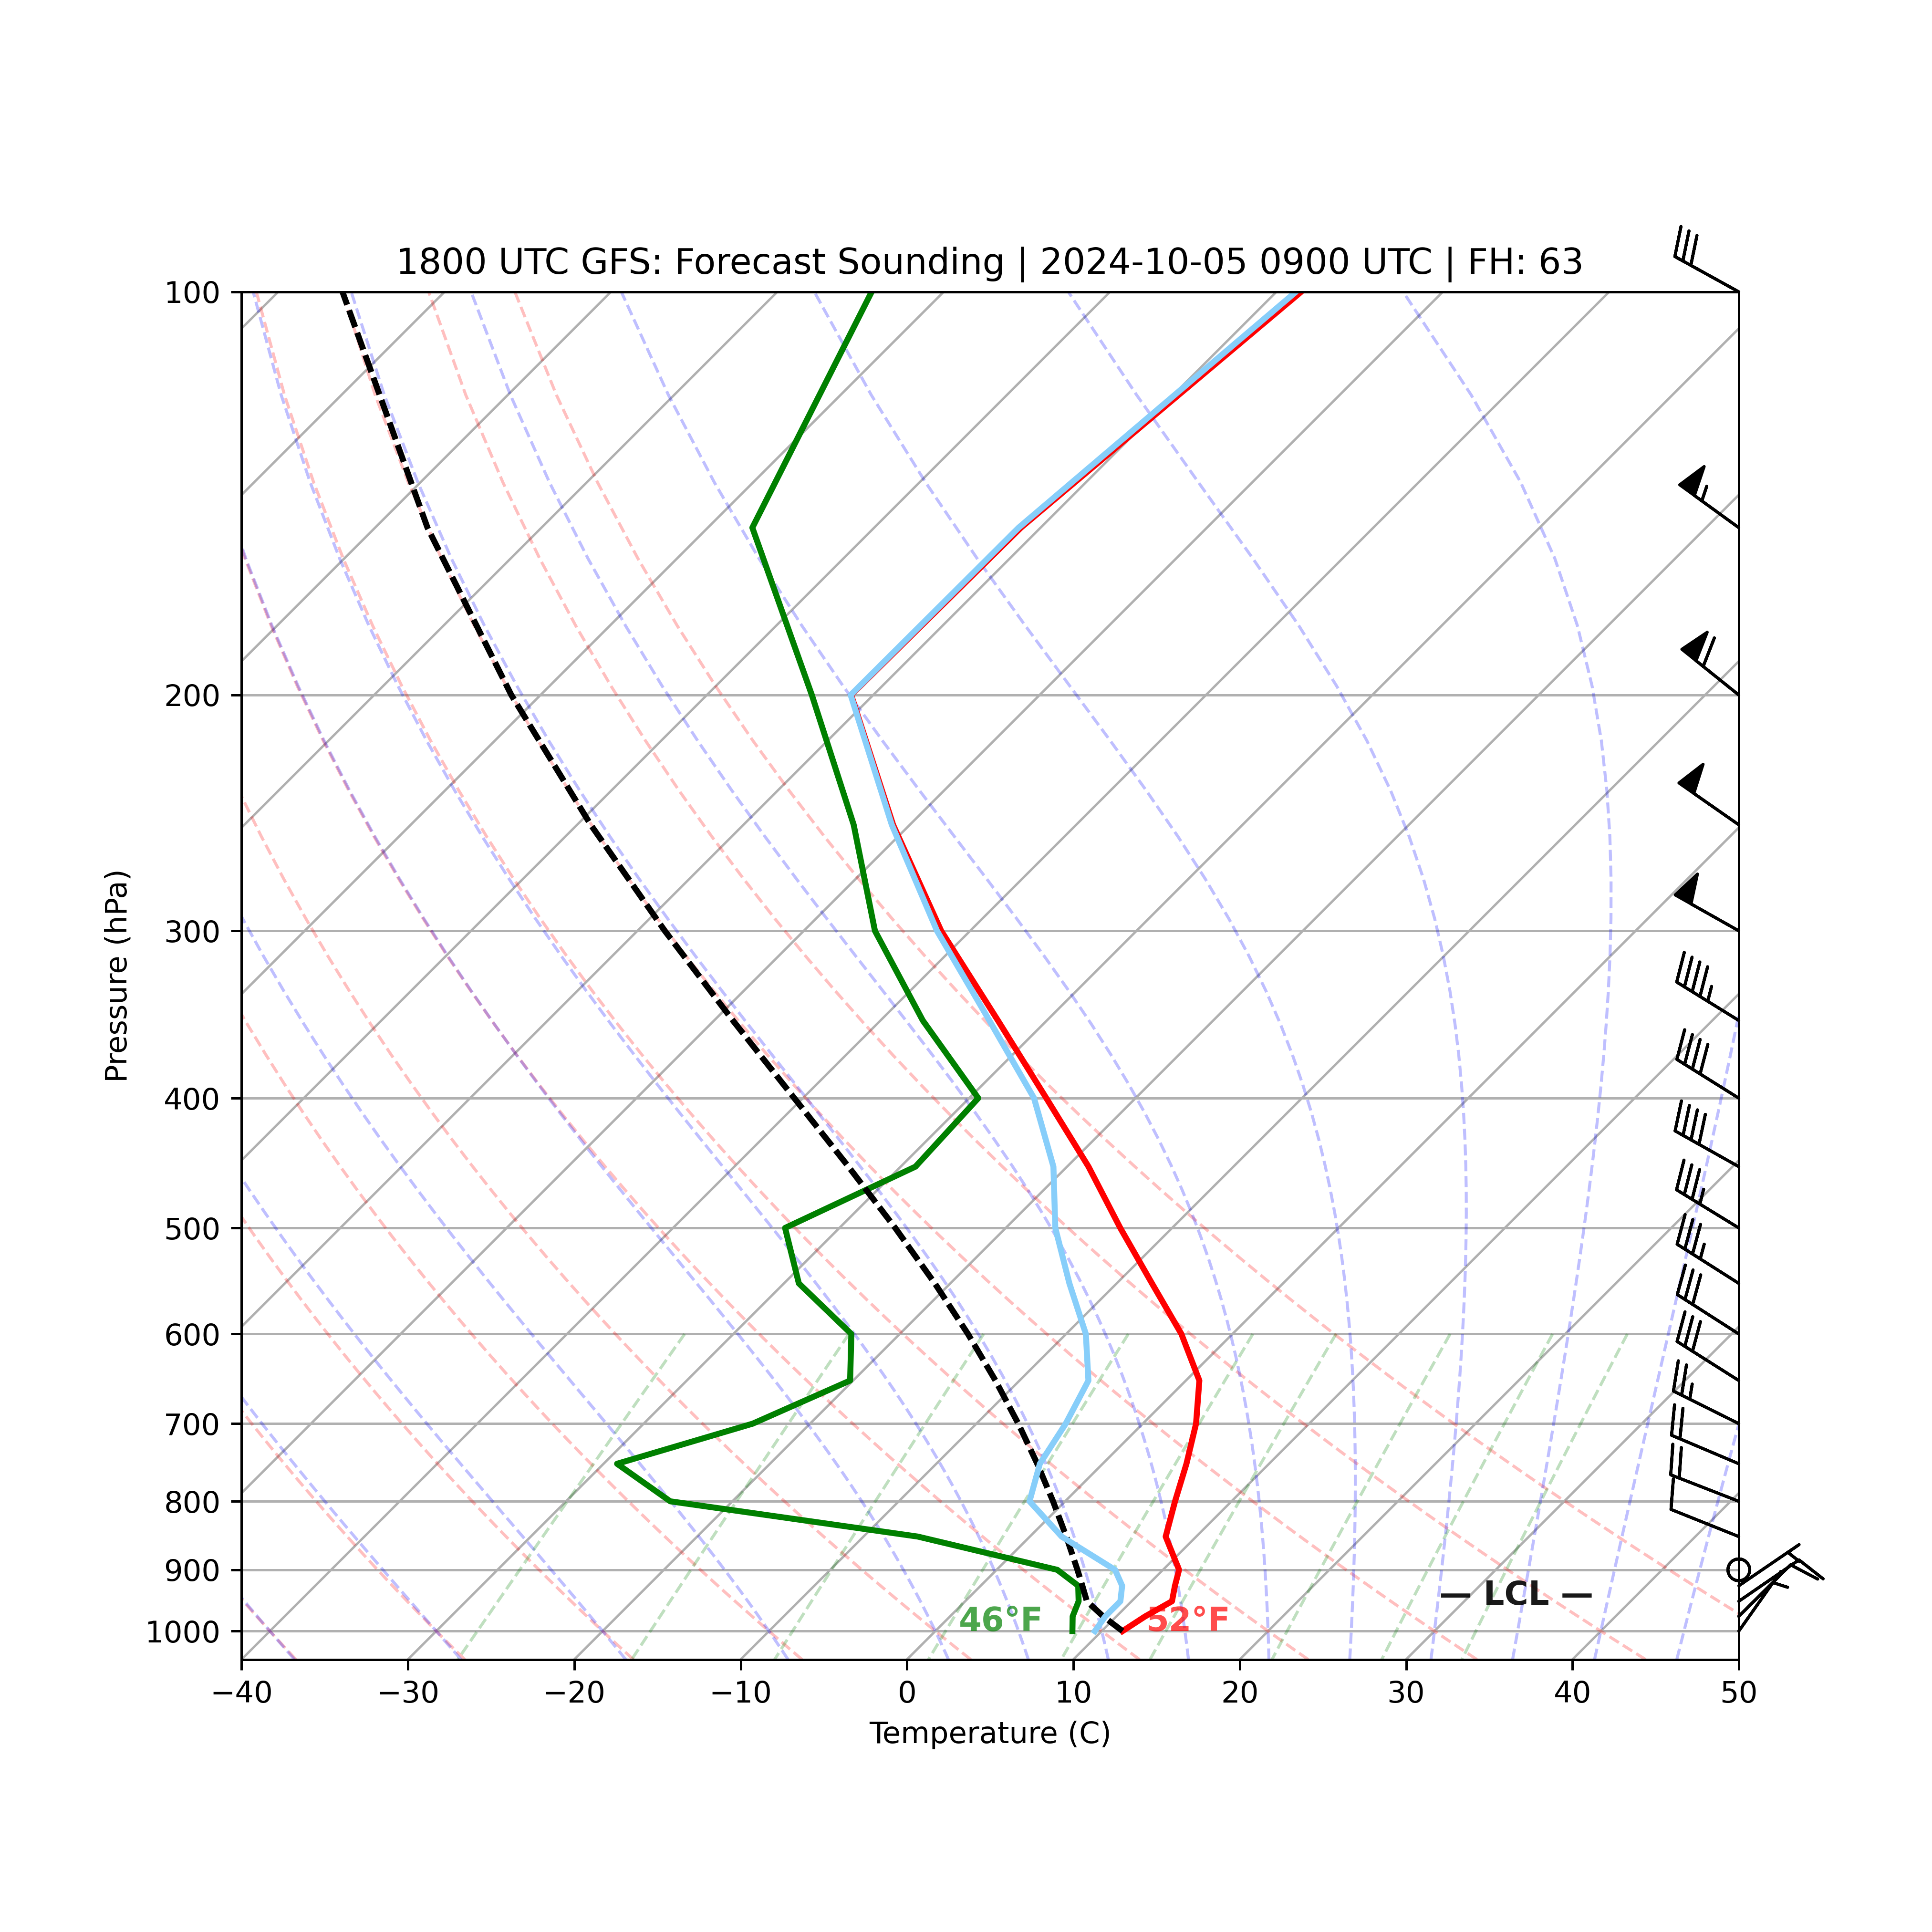 1800 UTC GFS: Forecast Sounding | 2024-10-05 0900 UTC | FH: 63
100
200
300
400
500
600
700
800
900
1000
Pressure (hPa)
— LCL —
46°F
52°F
−40 −30 −20 −10 0 10 20 30 40 50
Temperature (C)